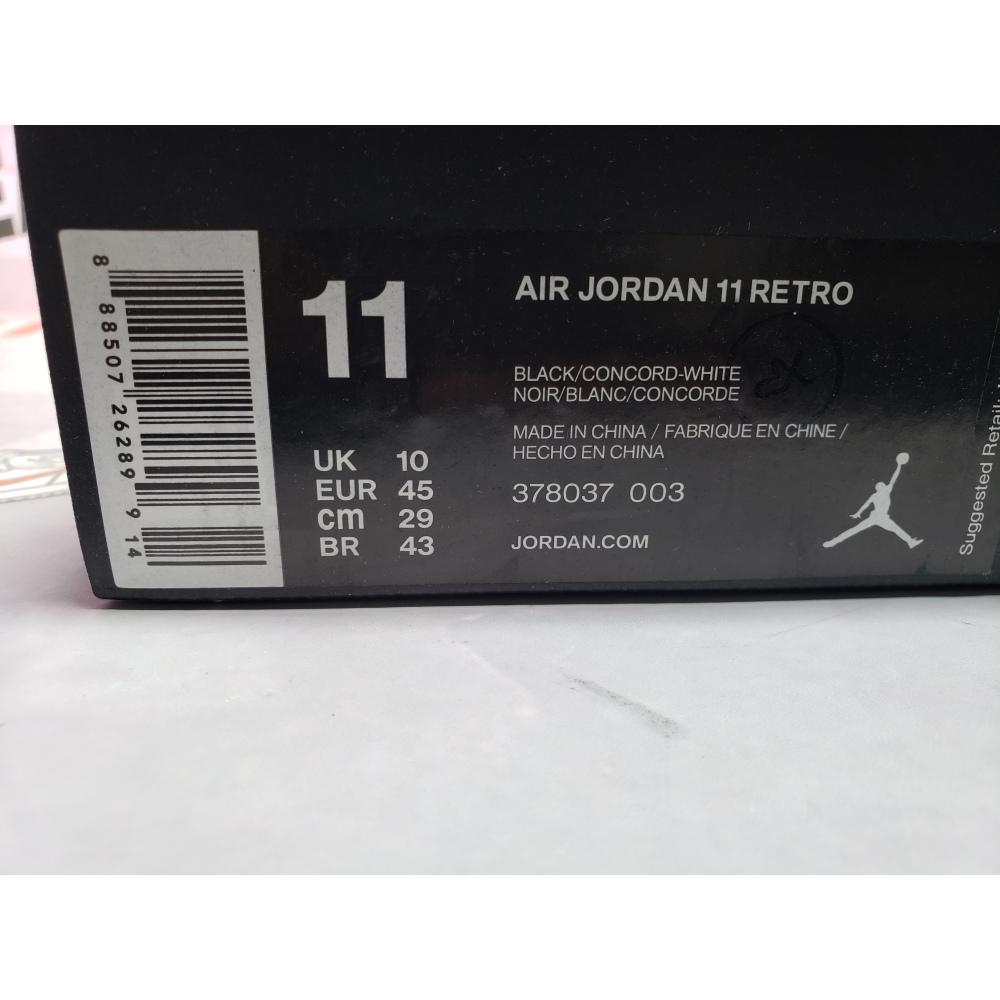 8 88507 26289 9 14
11
UK 10
EUR 45
cm 29
BR 43
AIR JORDAN 11 RETRO
BLACK/CONCORD-WHITE
NOIR/BLANC/CONCORDE
MADE IN CHINA / FABRIQUE EN CHINE /
HECHO EN CHINA
378037 003
JORDAN.COM
Suggested Retail: